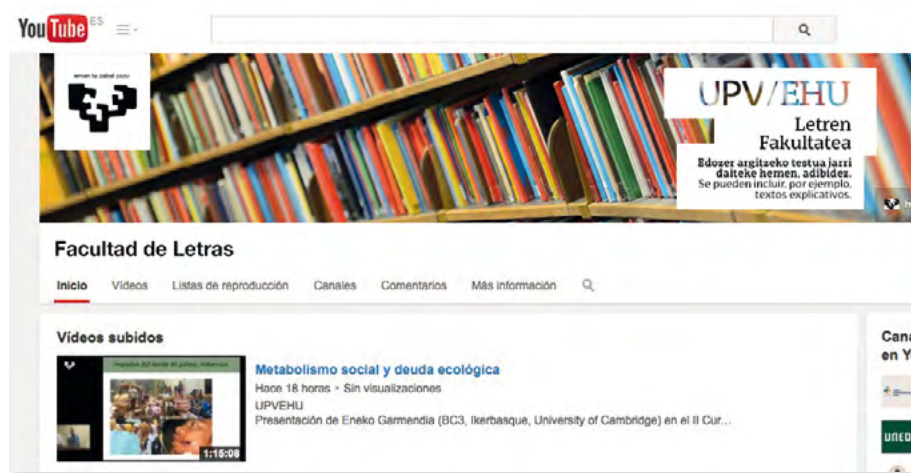 YouTube ES
eman ta zabal zazu
UPV/EHU
Letren
Fakultatea
Edozer argitzeko testua jarri
daiteke hemen, adibidez.
Se pueden incluir, por ejemplo,
textos explicativos.
Facultad de Letras
Inicio Vídeos Listas de reproducción Canales Comentarios Más información
Vídeos subidos
Metabolismo social y deuda ecológica
Hace 18 horas • Sin visualizaciones
UPVEHU
Presentación de Eneko Garmendia (BC3, Ikerbasque, University of Cambridge) en el II Cur...
1:15:08
Cana
en Y
UNED